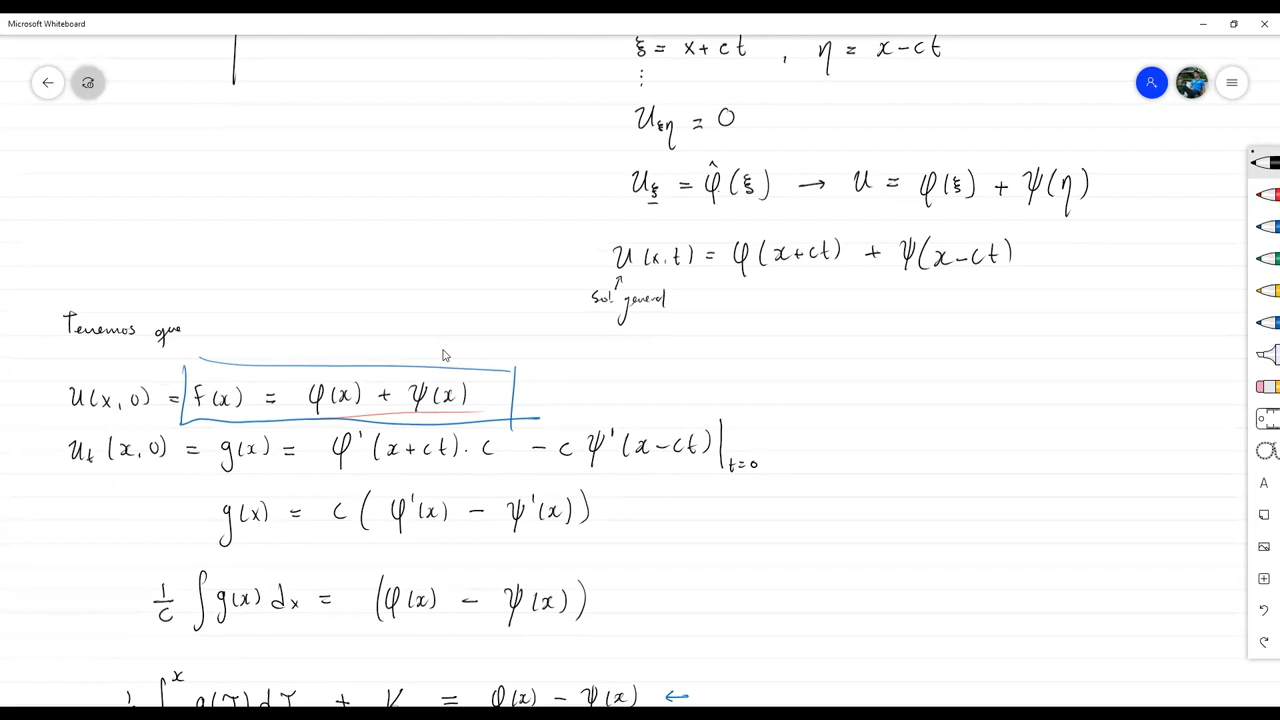 Microsoft Whiteboard
ξ = x+ct , η = x-ct
⋮
u_ξη = 0
u_ξ = φ̂(ξ) → u = φ(ξ) + ψ(η)
u(x,t) = φ(x+ct) + ψ(x-ct)
Sol. general
Tenemos que
u(x,0) = f(x) = φ(x) + ψ(x)
u_t(x,0) = g(x) = φ'(x+ct)·c - c ψ'(x-ct)|_t=0
g(x) = c( φ'(x) - ψ'(x))
1/c ∫g(x) dx = (φ(x) - ψ(x))
∫^x g(τ)dτ + K = φ(x) - ψ(x) ←
A